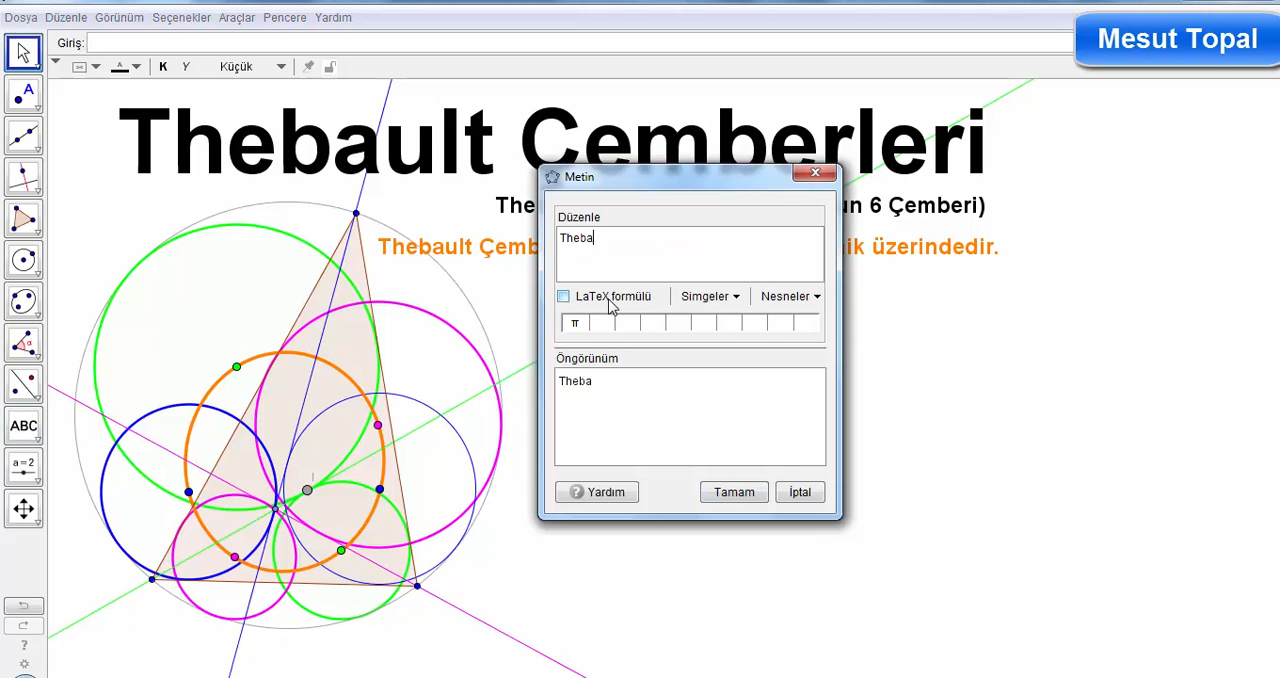 Dosya Düzenle Görünüm Seçenekler Araçlar Pencere Yardım
Mesut Topal
Giriş:
A K Y Küçük
A
Thebault Çemberleri
Metin
The un 6 Çemberi)
Düzenle
Theba
Thebault Çemb ik üzerindedir.
LaTeX formülü Simgeler Nesneler
π
Öngörünüm
Theba
α
ABC
a=2
? Yardım Tamam İptal
?